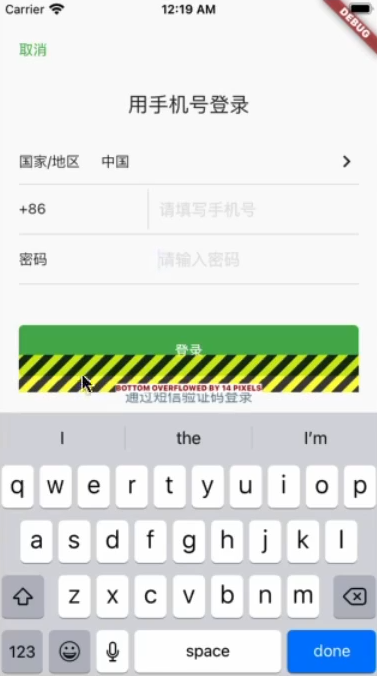 Carrier 12:19 AM
DEBUG
取消
用手机号登录
国家/地区 中国
+86 请填写手机号
密码 请输入密码
登录
BOTTOM OVERFLOWED BY 14 PIXELS
通过短信验证码登录
I the I'm
q w e r t y u i o p
a s d f g h j k l
z x c v b n m
123 space done